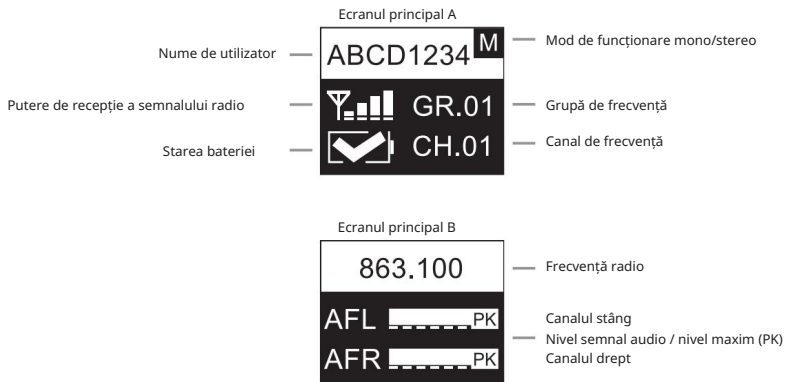 Ecranul principal A
Nume de utilizator
ABCD1234
M
Mod de funcționare mono/stereo
Putere de recepție a semnalului radio
GR.01
Grupă de frecvență
Starea bateriei
CH.01
Canal de frecvență
Ecranul principal B
863.100
Frecvență radio
AFL
PK
Canalul stâng
Nivel semnal audio / nivel maxim (PK)
AFR
PK
Canalul drept